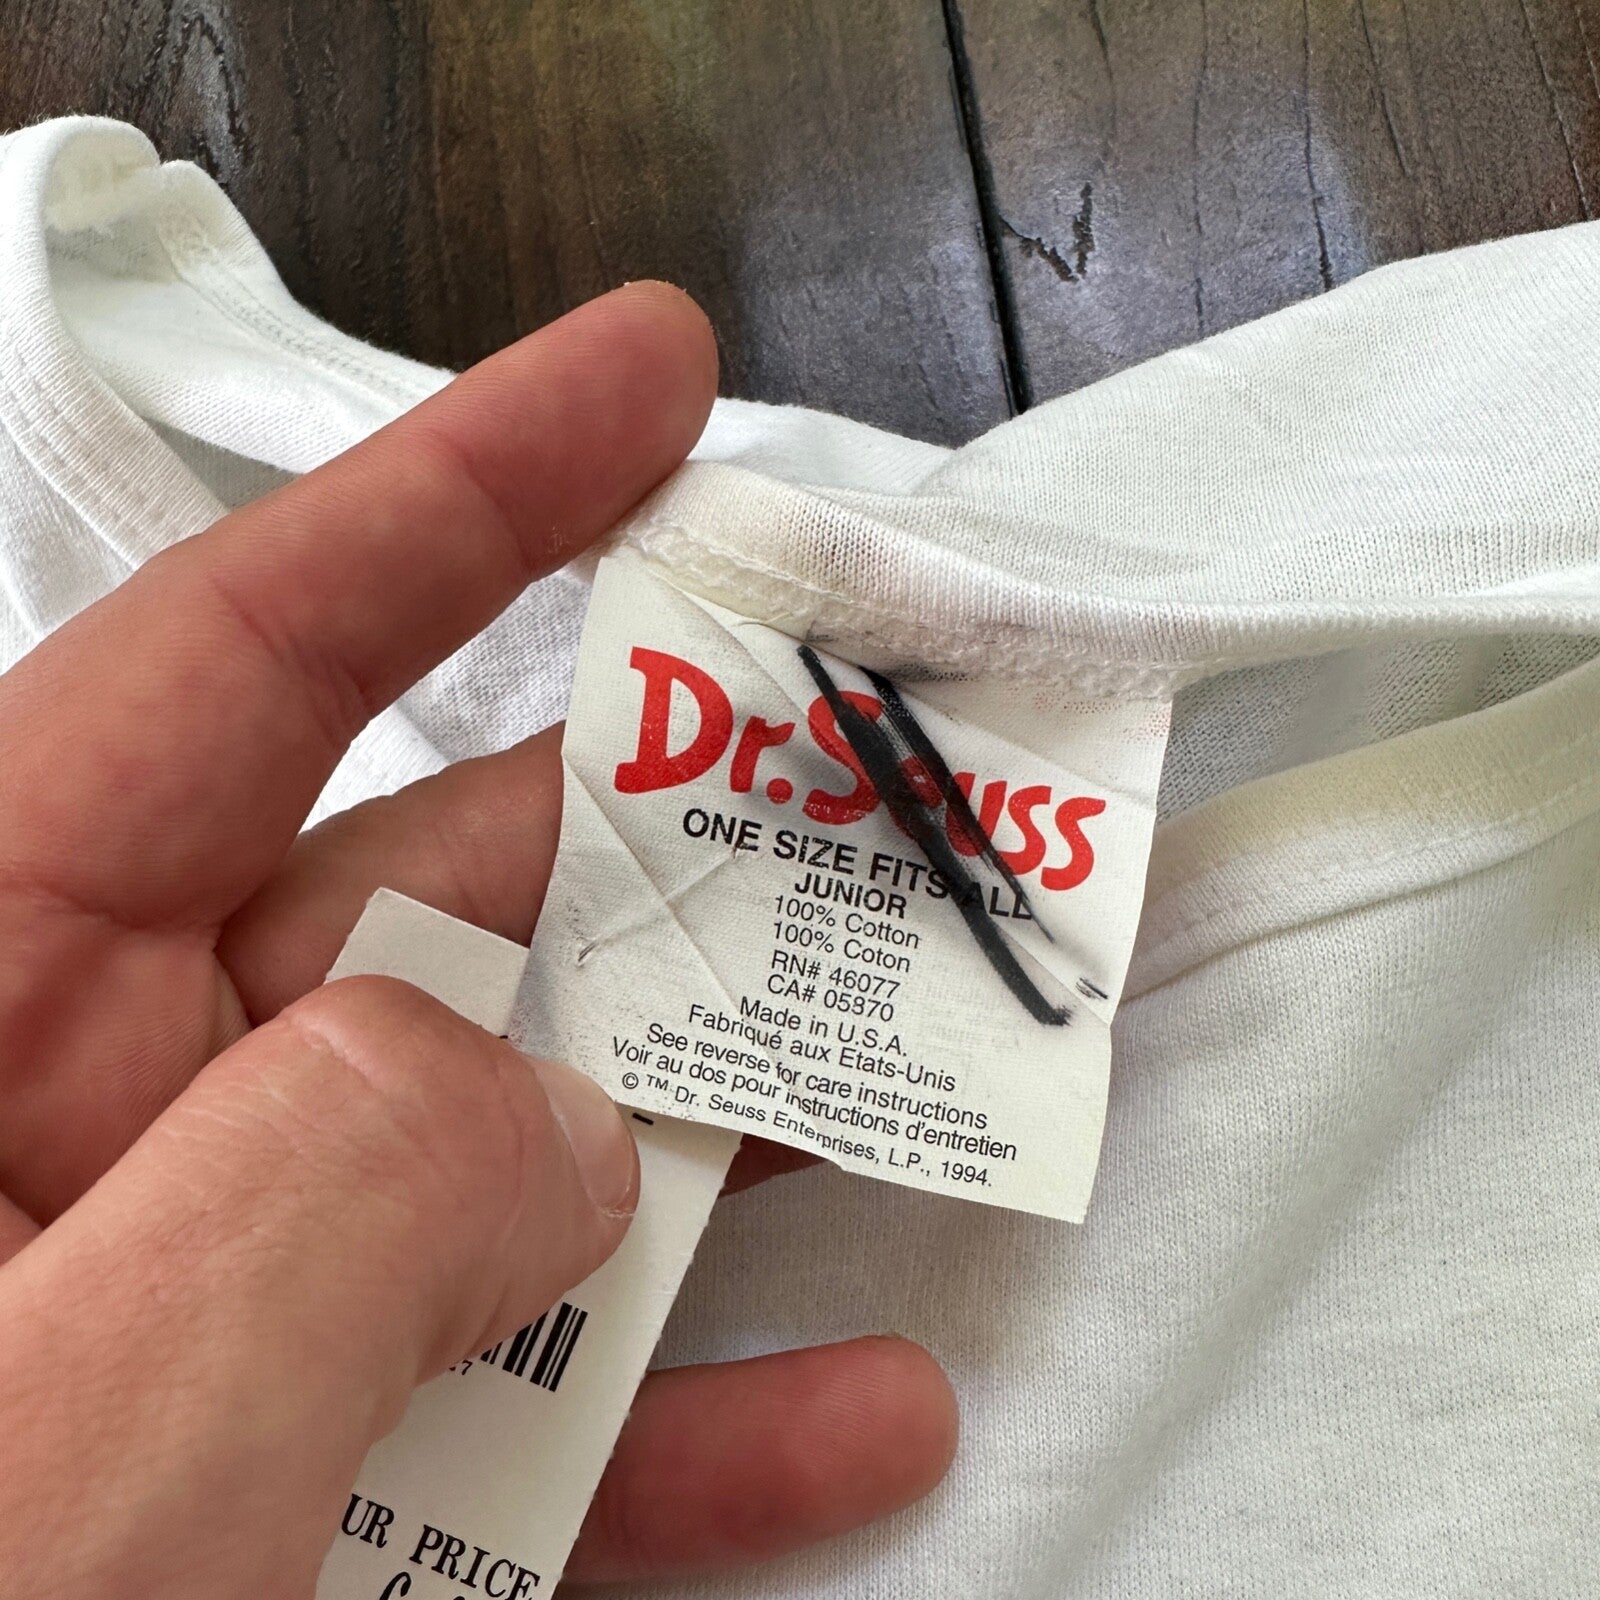 Dr. Seuss
ONE SIZE FITS ALL
JUNIOR
100% Cotton
100% Coton
RN# 46077
CA# 05870
Made in U.S.A.
Fabriqué aux Etats-Unis
See reverse for care instructions
Voir au dos pour instructions d'entretien
© ™ Dr. Seuss Enterprises, L.P., 1994.
UR PRICE